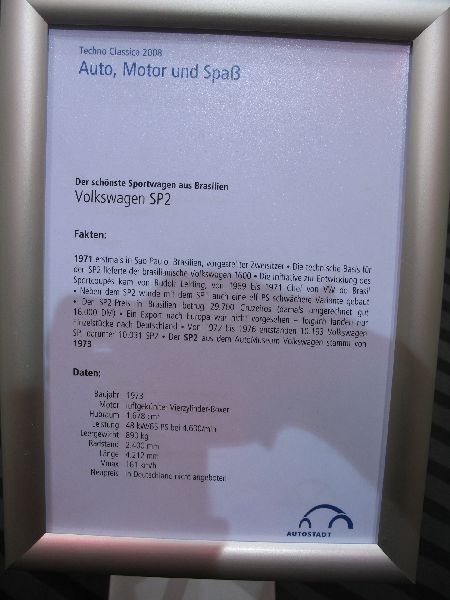 Techno Classica 2008
Auto, Motor und Spaß
Der schönste Sportwagen aus Brasilien
Volkswagen SP2
Fakten:
1971 erstmals in Sao Paulo, Brasilien, vorgestellter Zweisitzer • Die technische Basis für
der SP2 lieferte der brasilianische Volkswagen 1600 • Die Initiative zur Entwicklung des
Sportcoupés kam von Rudolf Leiding, von 1969 bis 1971 Chef von VW do Brasil
• Neben dem SP2 wurde mit dem SP1 auch eine elf PS schwächere Variante gebaut
• Der SP2-Preis in Brasilien betrug 29.700 Cruzeiros (damals umgerechnet gut
16.000 DM) • Ein Export nach Europa war nicht vorgesehen – folglich fanden nur
Einzelstücke nach Deutschland • Von 1972 bis 1976 entstanden 10.193 Volkswagen
SP, darunter 10.031 SP2 • Der SP2 aus dem AutoMuseum Volkswagen stammt von
1973
Daten:
Baujahr 1973
Motor luftgekühlter Vierzylinder-Boxer
Hubraum 1.678 cm³
Leistung 48 kW/65 PS bei 4.600/min
Leergewicht 890 kg
Radstand 2.400 mm
Länge 4.212 mm
Vmax 161 km/h
Neupreis in Deutschland nicht angeboten
AUTOSTADT